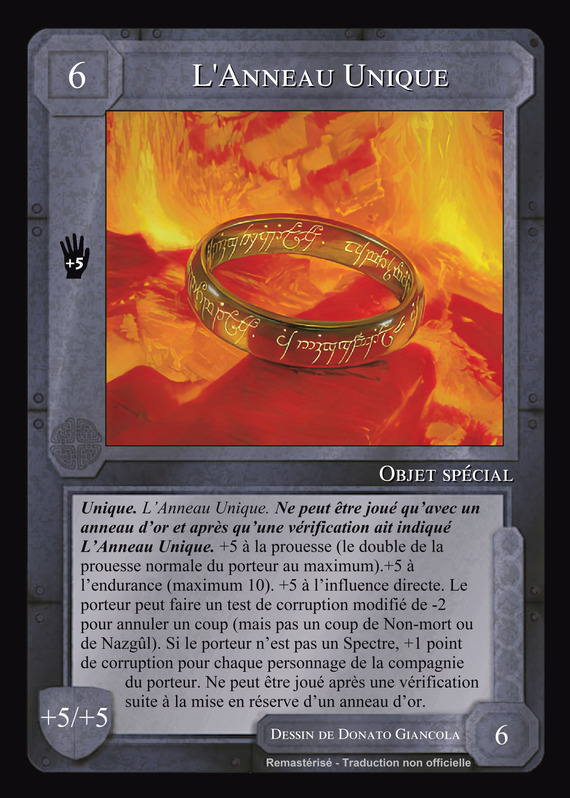 6
L'Anneau Unique
+5
Objet spécial
Unique. L’Anneau Unique. Ne peut être joué qu’avec un
anneau d’or et après qu’une vérification ait indiqué
L’Anneau Unique. +5 à la prouesse (le double de la
prouesse normale du porteur au maximum).+5 à
l’endurance (maximum 10). +5 à l’influence directe. Le
porteur peut faire un test de corruption modifié de -2
pour annuler un coup (mais pas un coup de Non-mort ou
de Nazgûl). Si le porteur n’est pas un Spectre, +1 point
de corruption pour chaque personnage de la compagnie
du porteur. Ne peut être joué après une vérification
suite à la mise en réserve d’un anneau d’or.
+5/+5
Dessin de Donato Giancola
6
Remastérisé - Traduction non officielle